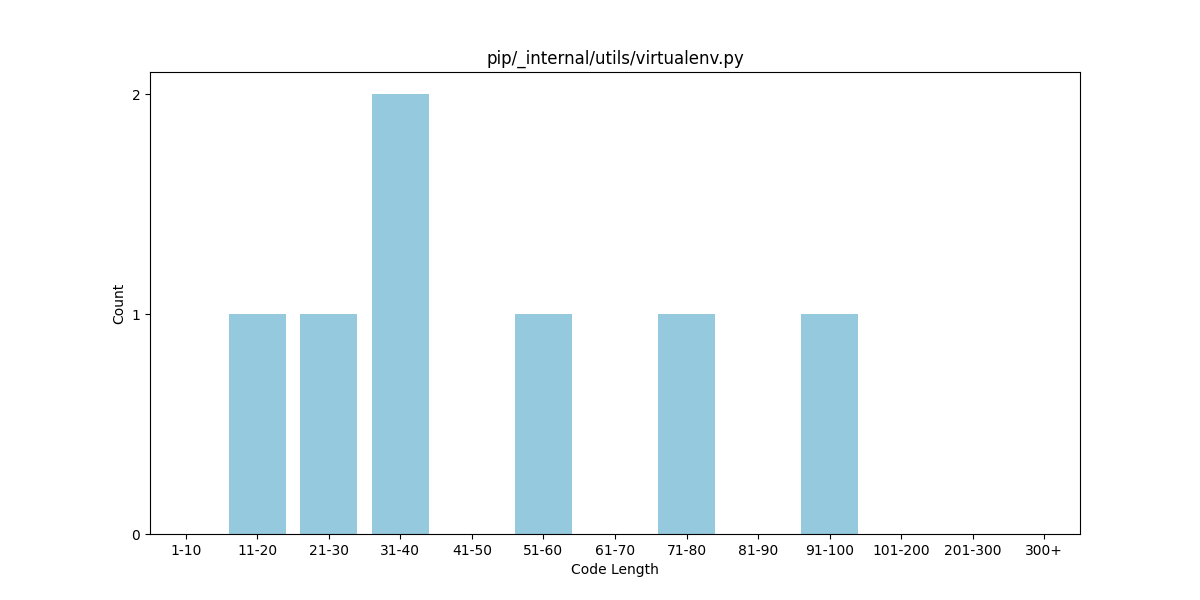 pip/_internal/utils/virtualenv.py
Count
2
1
0
1-10 11-20 21-30 31-40 41-50 51-60 61-70 71-80 81-90 91-100 101-200 201-300 300+
Code Length